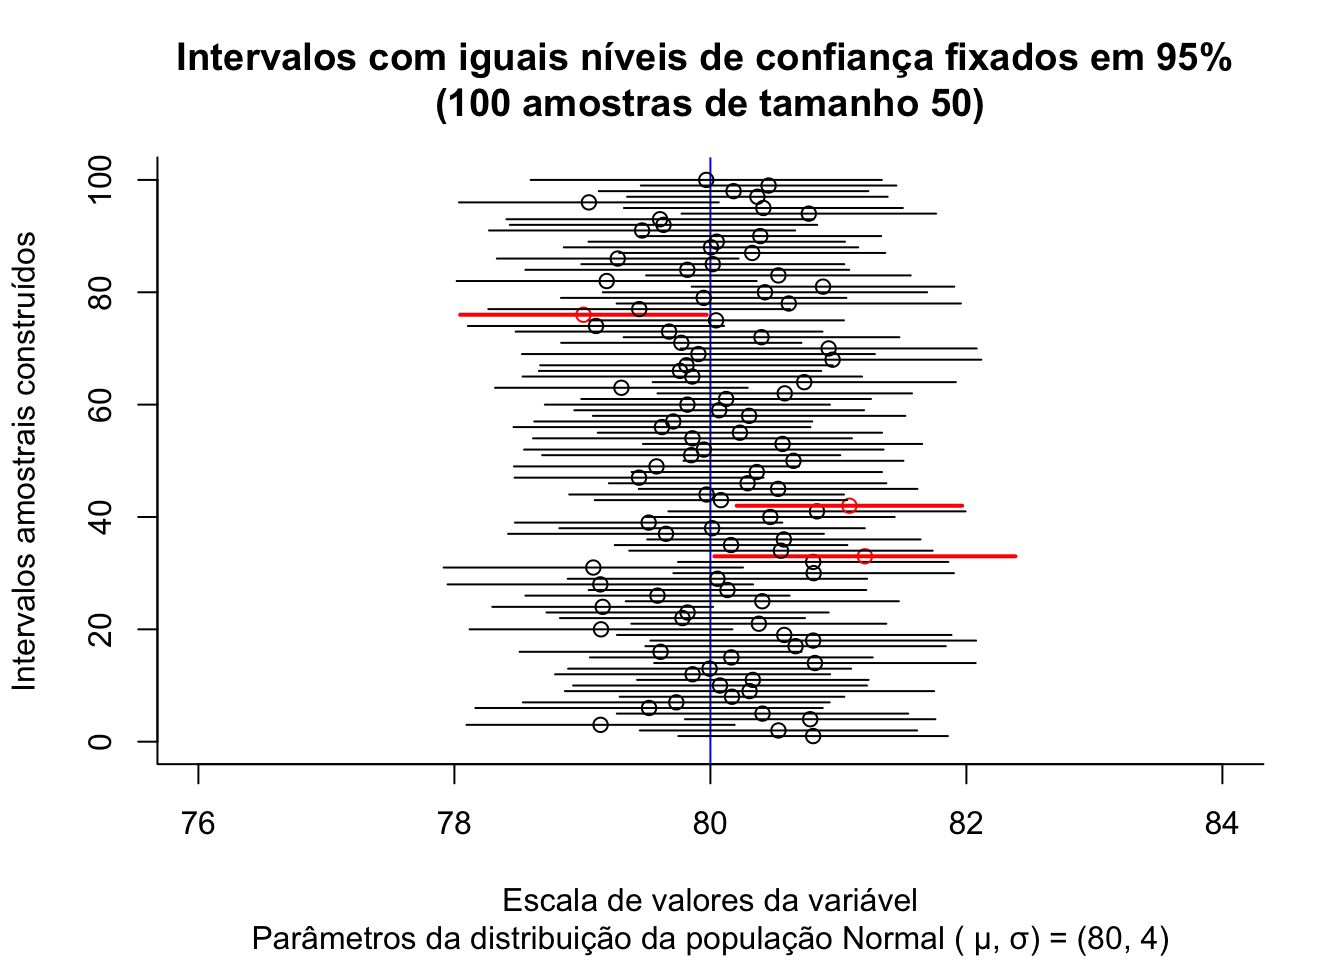 Intervalos com iguais níveis de confiança fixados em 95%
(100 amostras de tamanho 50)
Intervalos amostrais construídos
100
80
60
40
20
0
76 78 80 82 84
Escala de valores da variável
Parâmetros da distribuição da população Normal ( μ, σ) = (80, 4)